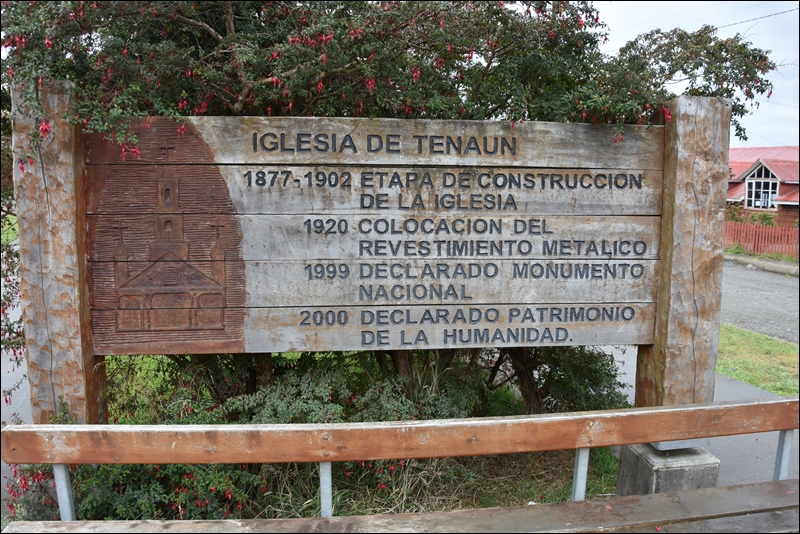 IGLESIA DE TENAUN
1877-1902 ETAPA DE CONSTRUCCION
DE LA IGLESIA
1920 COLOCACION DEL
REVESTIMIENTO METALICO
1999 DECLARADO MONUMENTO
NACIONAL
2000 DECLARADO PATRIMONIO
DE LA HUMANIDAD.